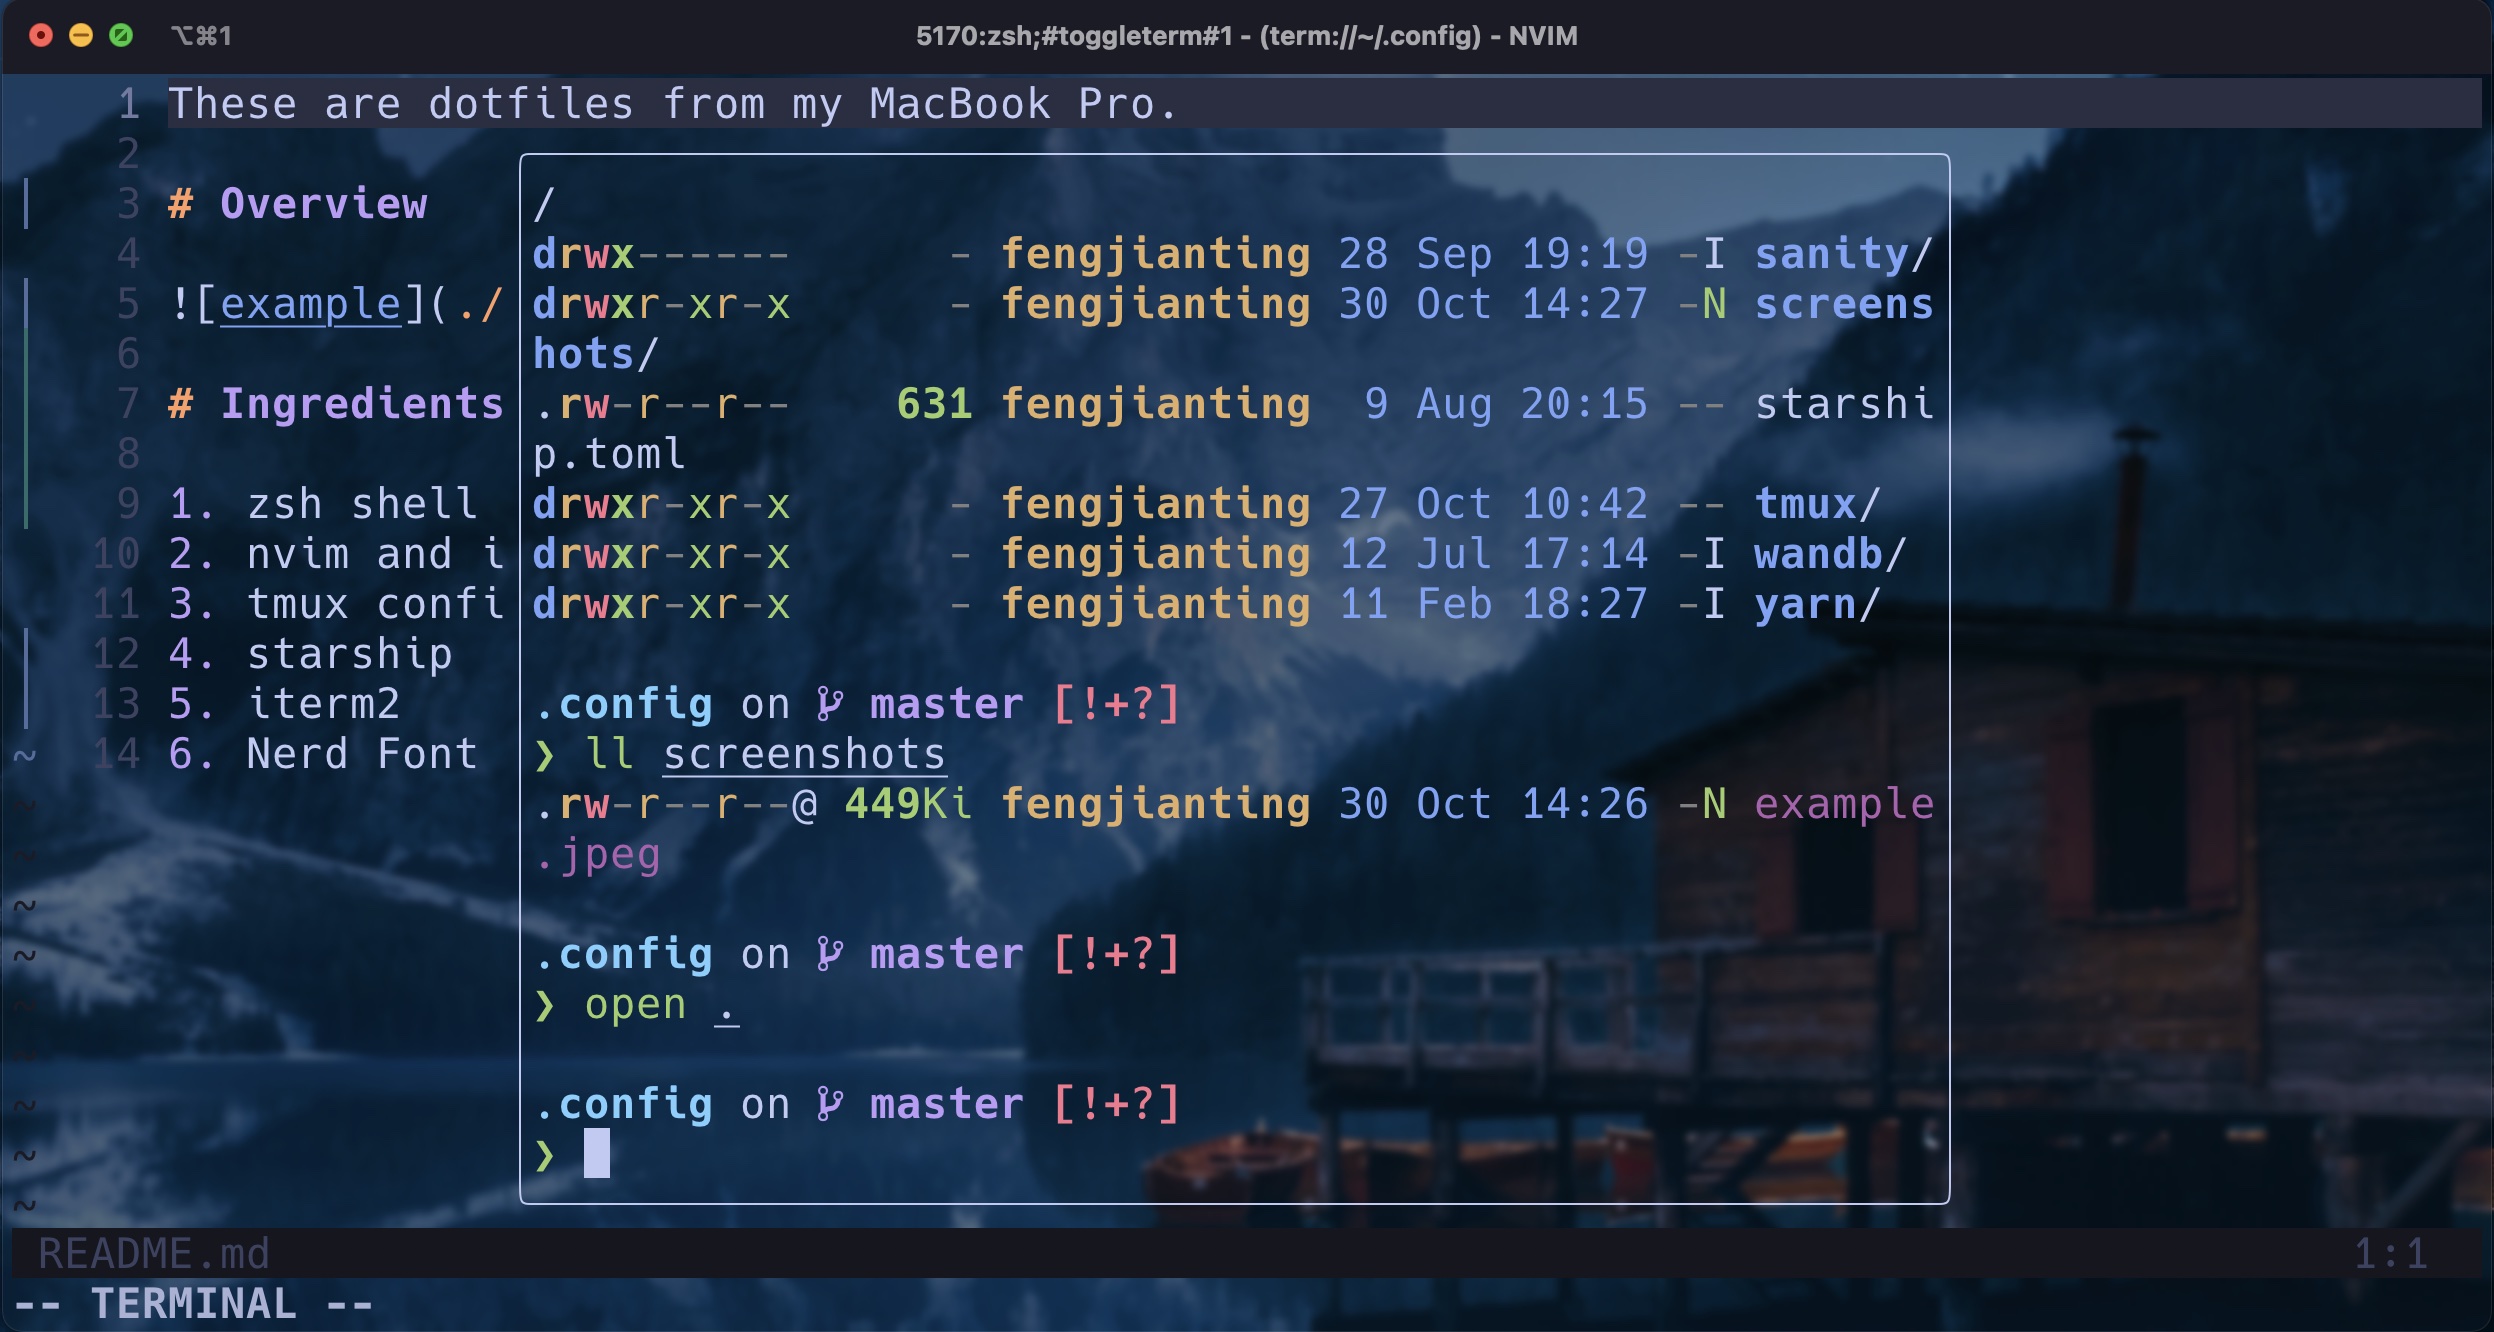 ⌥⌘1
5170:zsh;#toggleterm#1 - (term://~/.config) - NVIM
1 These are dotfiles from my MacBook Pro.
2
3 # Overview
4
5 ![example](./
6
7 # Ingredients
8
9 1. zsh shell
10 2. nvim and i
11 3. tmux confi
12 4. starship
13 5. iterm2
~ 14 6. Nerd Font
~
~
~
~
~
~
~
~
~
/
drwx------ - fengjianting 28 Sep 19:19 -I sanity/
drwxr-xr-x - fengjianting 30 Oct 14:27 -N screens
hots/
.rw-r--r-- 631 fengjianting 9 Aug 20:15 -- starshi
p.toml
drwxr-xr-x - fengjianting 27 Oct 10:42 -- tmux/
drwxr-xr-x - fengjianting 12 Jul 17:14 -I wandb/
drwxr-xr-x - fengjianting 11 Feb 18:27 -I yarn/
.config on master [!+?]
❯ ll screenshots
.rw-r--r--@ 449Ki fengjianting 30 Oct 14:26 -N example
.jpeg
.config on master [!+?]
❯ open .
.config on master [!+?]
❯
README.md 1:1
-- TERMINAL --